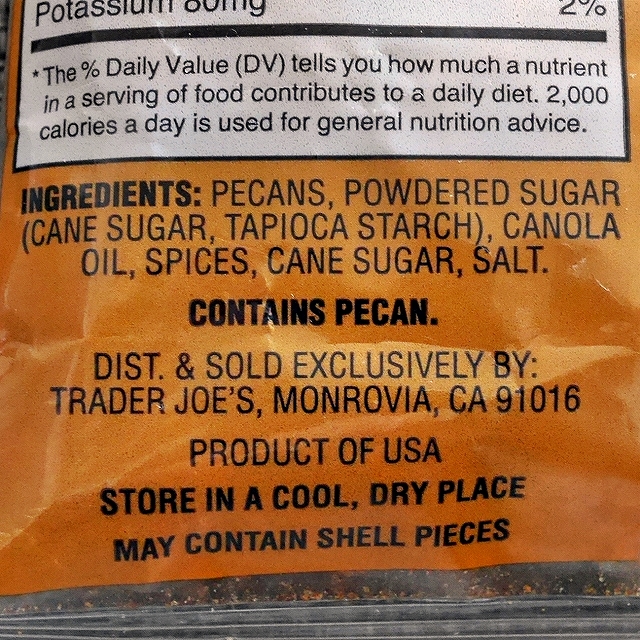 Potassium 80mg 2%
*The % Daily Value (DV) tells you how much a nutrient
in a serving of food contributes to a daily diet. 2,000
calories a day is used for general nutrition advice.
INGREDIENTS: PECANS, POWDERED SUGAR
(CANE SUGAR, TAPIOCA STARCH), CANOLA
OIL, SPICES, CANE SUGAR, SALT.
CONTAINS PECAN.
DIST. & SOLD EXCLUSIVELY BY:
TRADER JOE'S, MONROVIA, CA 91016
PRODUCT OF USA
STORE IN A COOL, DRY PLACE
MAY CONTAIN SHELL PIECES